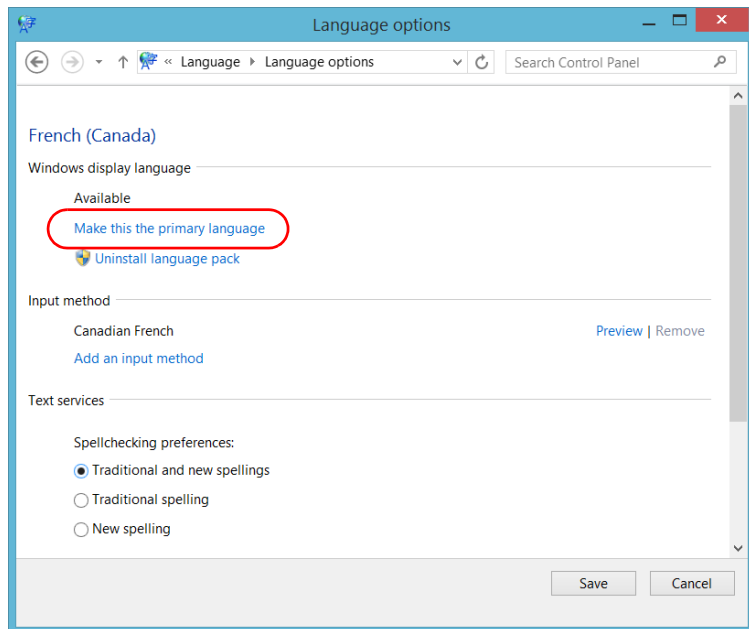 Language options
« Language Language options
Search Control Panel
French (Canada)
Windows display language
Available
Make this the primary language
Uninstall language pack
Input method
Canadian French
Preview | Remove
Add an input method
Text services
Spellchecking preferences:
Traditional and new spellings
Traditional spelling
New spelling
Save
Cancel